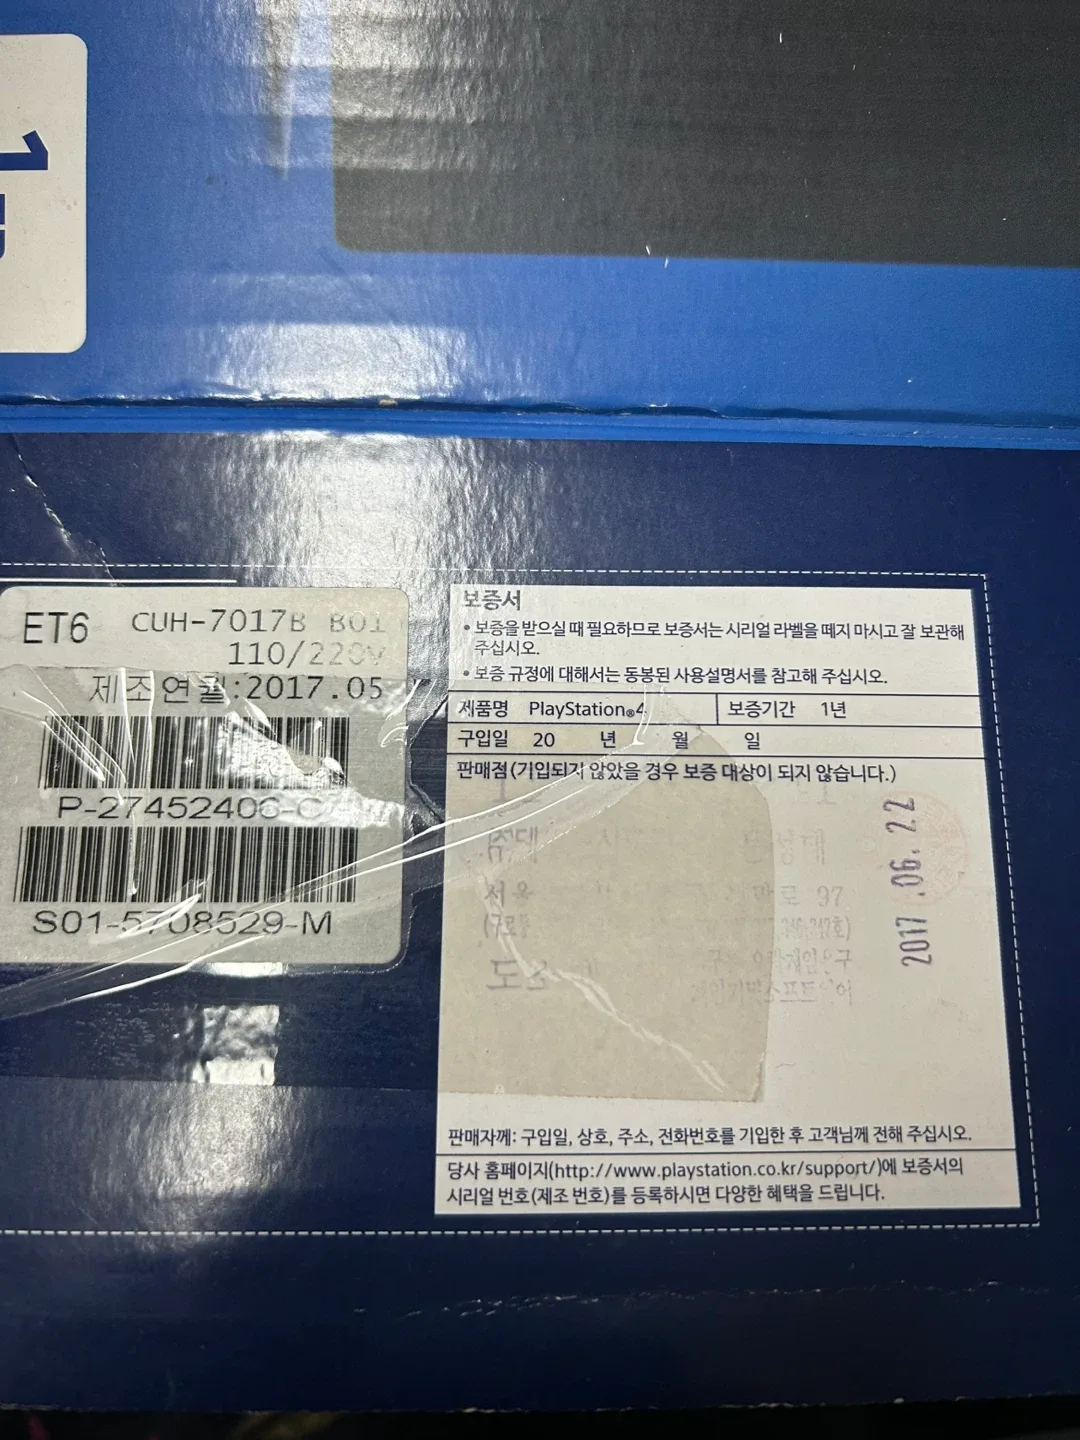 1
ET6
CUH-7017B B01
110/220V
제조연월:2017.05
P-27452406-C
S01-5708529-M
보증서
• 보증을 받으실 때 필요하므로 보증서는 시리얼 라벨을 떼지 마시고 잘 보관해
주십시오.
• 보증 규정에 대해서는 동봉된 사용설명서를 참고해 주십시오.
제품명 PlayStation®4 보증기간 1년
구입일 20 년 월 일
판매점(기입되지 않았을 경우 보증 대상이 되지 않습니다.)
2017.06.22
서울 로 97
판매자께: 구입일, 상호, 주소, 전화번호를 기입한 후 고객님께 전해 주십시오.
당사 홈페이지(http://www.playstation.co.kr/support/)에 보증서의
시리얼 번호(제조 번호)를 등록하시면 다양한 혜택을 드립니다.